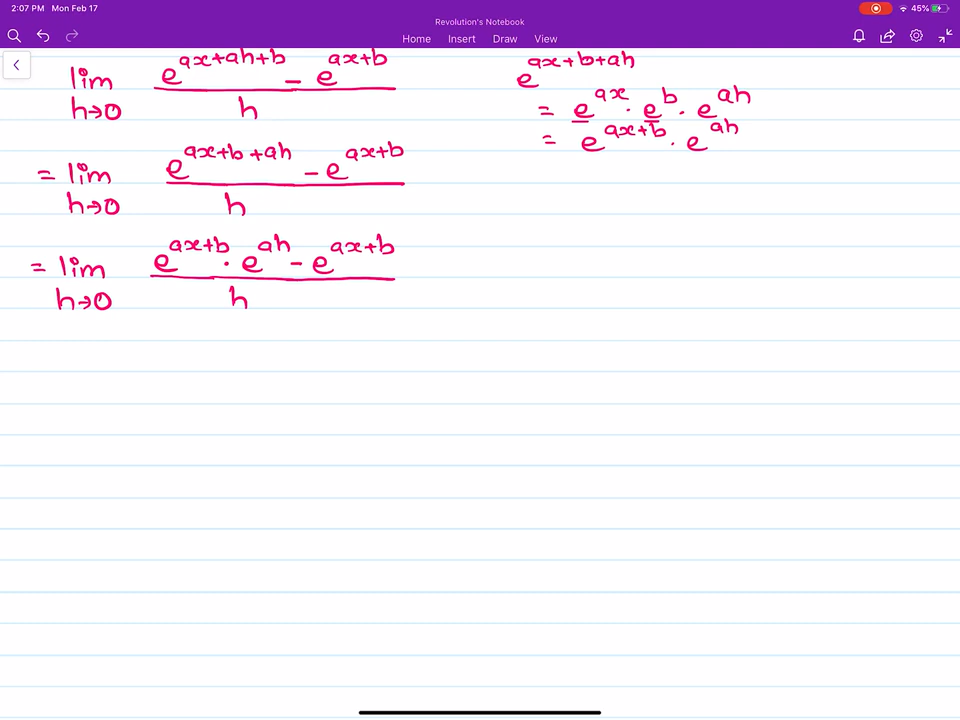 2:07 PM Mon Feb 17
45%
Revolution's Notebook
Home Insert Draw View
lim h→0 (e^(ax+ah+b) - e^(ax+b)) / h
= lim h→0 (e^(ax+b+ah) - e^(ax+b)) / h
= lim h→0 (e^(ax+b) · e^(ah) - e^(ax+b)) / h
e^(ax+b+ah)
= e^(ax) · e^b · e^(ah)
= e^(ax+b) · e^(ah)